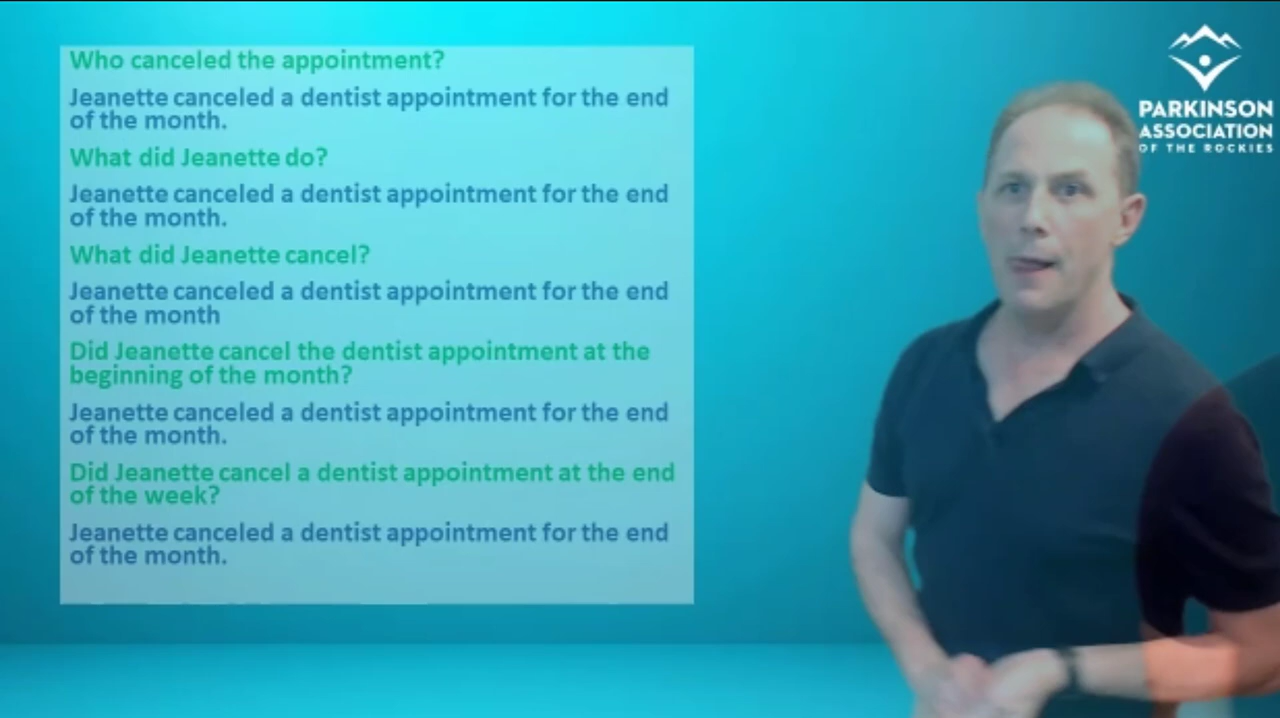 Who canceled the appointment?
Jeanette canceled a dentist appointment for the end
of the month.
What did Jeanette do?
Jeanette canceled a dentist appointment for the end
of the month.
What did Jeanette cancel?
Jeanette canceled a dentist appointment for the end
of the month
Did Jeanette cancel the dentist appointment at the
beginning of the month?
Jeanette canceled a dentist appointment for the end
of the month.
Did Jeanette cancel a dentist appointment at the end
of the week?
Jeanette canceled a dentist appointment for the end
of the month.
PARKINSON
ASSOCIATION
OF THE ROCKIES